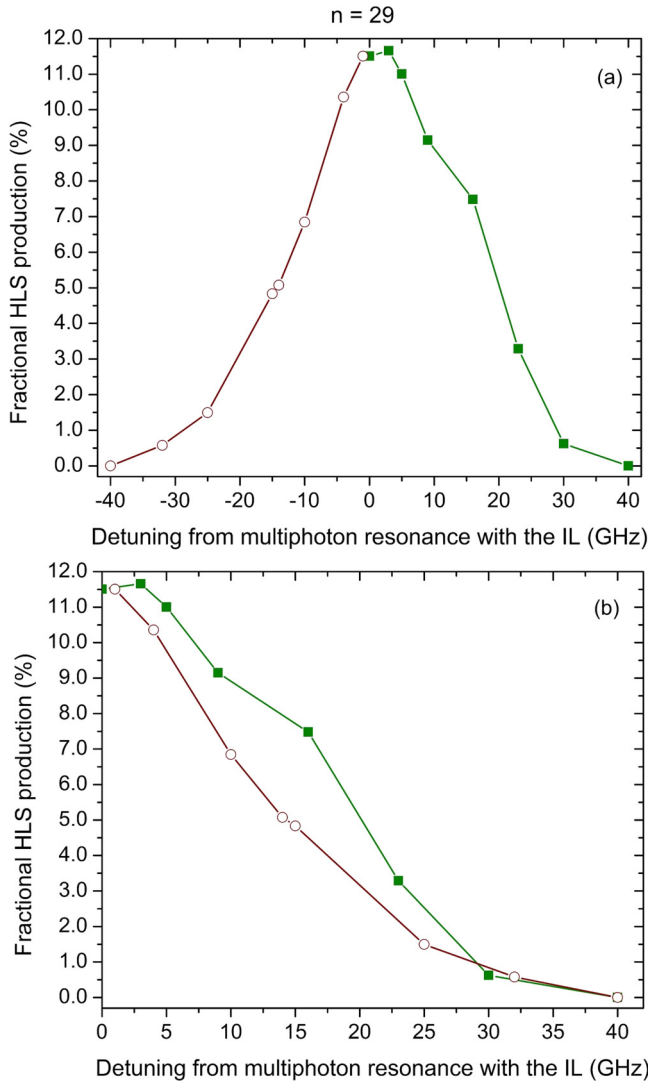 n = 29
12.0
11.0
10.0
9.0
8.0
7.0
6.0
5.0
4.0
3.0
2.0
1.0
0.0
Fractional HLS production (%)
(a)
-40 -30 -20 -10 0 10 20 30 40
Detuning from multiphoton resonance with the IL (GHz)
12.0
11.0
10.0
9.0
8.0
7.0
6.0
5.0
4.0
3.0
2.0
1.0
0.0
Fractional HLS production (%)
(b)
0 5 10 15 20 25 30 35 40
Detuning from multiphoton resonance with the IL (GHz)